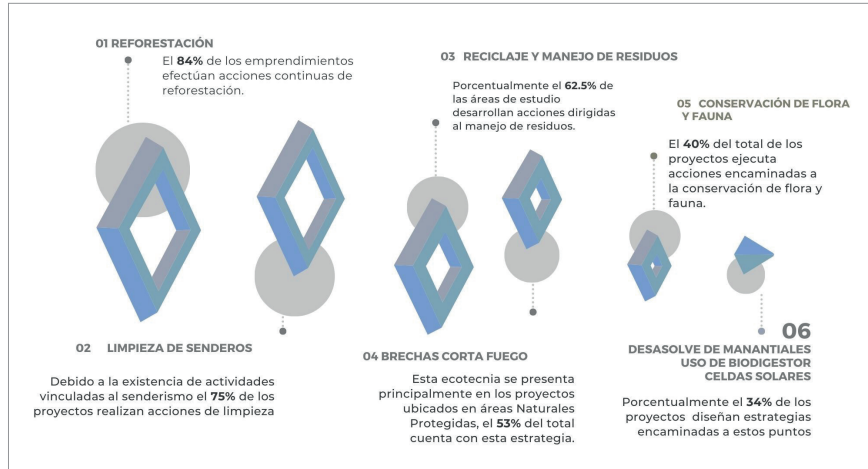 01 REFORESTACIÓN
El 84% de los emprendimientos
efectúan acciones continuas de
reforestación.
02 LIMPIEZA DE SENDEROS
Debido a la existencia de actividades
vinculadas al senderismo el 75% de los
proyectos realizan acciones de limpieza
03 RECICLAJE Y MANEJO DE RESIDUOS
Porcentualmente el 62.5% de
las áreas de estudio
desarrollan acciones dirigidas
al manejo de residuos.
04 BRECHAS CORTA FUEGO
Esta ecotecnia se presenta
principalmente en los proyectos
ubicados en áreas Naturales
Protegidas, el 53% del total
cuenta con esta estrategia.
05 CONSERVACIÓN DE FLORA
Y FAUNA
El 40% del total de los
proyectos ejecuta
acciones encaminadas a
la conservación de flora y
fauna.
06
DESASOLVE DE MANANTIALES
USO DE BIODIGESTOR
CELDAS SOLARES
Porcentualmente el 34% de los
proyectos diseñan estrategias
encaminadas a estos puntos